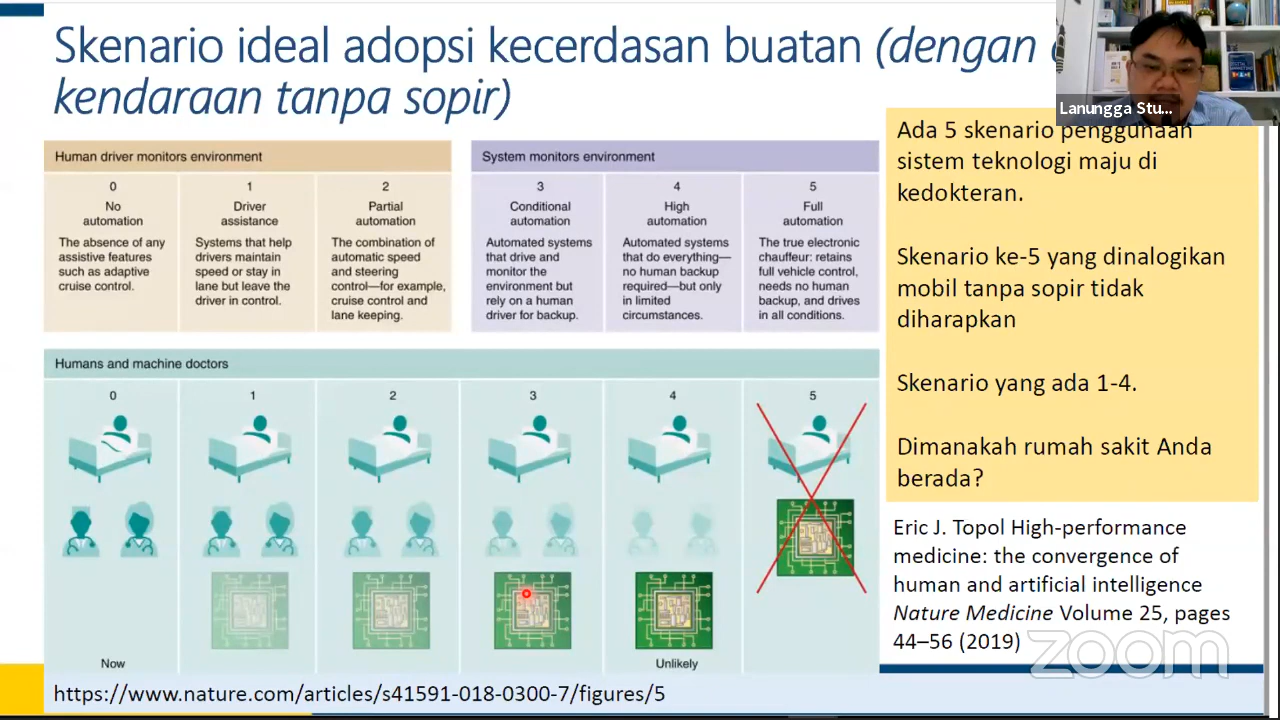 Skenario ideal adopsi kecerdasan buatan (dengan
kendaraan tanpa sopir)
Lanungga Stu...
Human driver monitors environment
System monitors environment
0
No
automation
The absence of any
assistive features
such as adaptive
cruise control.
1
Driver
assistance
Systems that help
drivers maintain
speed or stay in
lane but leave the
driver in control.
2
Partial
automation
The combination of
automatic speed
and steering
control—for example,
cruise control and
lane keeping.
3
Conditional
automation
Automated systems
that drive and
monitor the
environment but
rely on a human
driver for backup.
4
High
automation
Automated systems
that do everything—
no human backup
required—but only
in limited
circumstances.
5
Full
automation
The true electronic
chauffeur: retains
full vehicle control,
needs no human
backup, and drives
in all conditions.
Humans and machine doctors
0
1
2
3
4
5
Now
Unlikely
Ada 5 skenario penggunaan
sistem teknologi maju di
kedokteran.
Skenario ke-5 yang dinalogikan
mobil tanpa sopir tidak
diharapkan
Skenario yang ada 1-4.
Dimanakah rumah sakit Anda
berada?
Eric J. Topol High-performance
medicine: the convergence of
human and artificial intelligence
Nature Medicine Volume 25, pages
44–56 (2019)
zoom
https://www.nature.com/articles/s41591-018-0300-7/figures/5